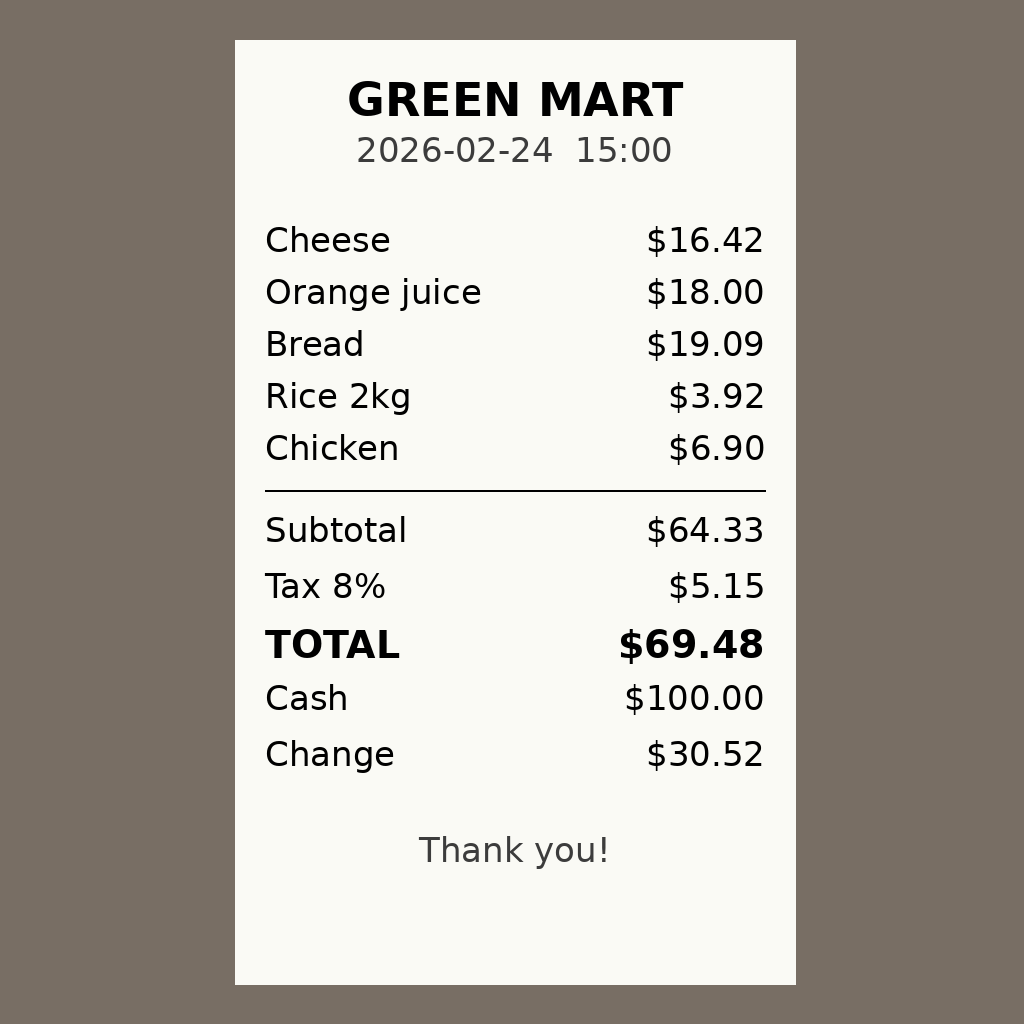 GREEN MART
2026-02-24 15:00
Cheese $16.42
Orange juice $18.00
Bread $19.09
Rice 2kg $3.92
Chicken $6.90
Subtotal $64.33
Tax 8% $5.15
TOTAL $69.48
Cash $100.00
Change $30.52
Thank you!